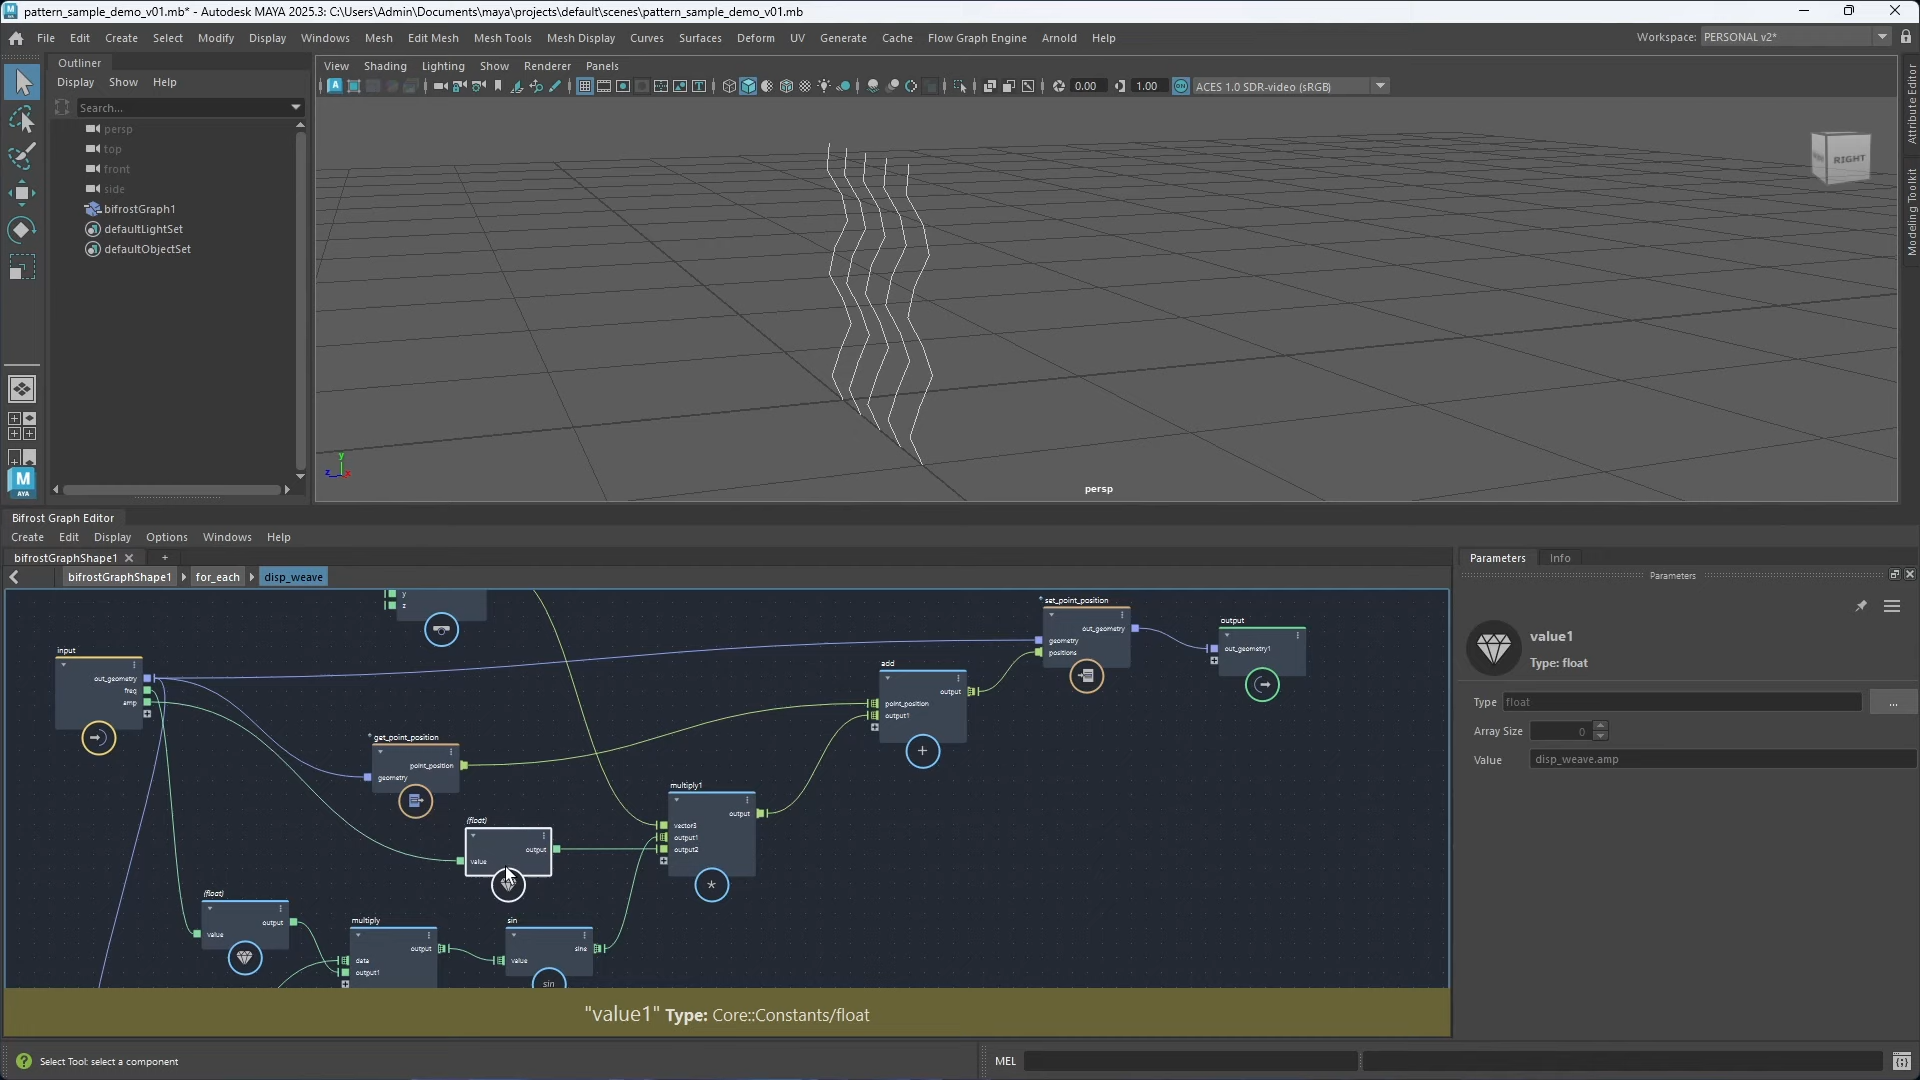 pattern_sample_demo_v01.mb* - Autodesk MAYA 2025.3: C:\Users\Admin\Documents\maya\projects\default\scenes\pattern_sample_demo_v01.mb
File Edit Create Select Modify Display Windows Mesh Edit Mesh Mesh Tools Mesh Display Curves Surfaces Deform UV Generate Cache Flow Graph Engine Arnold Help
Workspace: PERSONAL v2*
Outliner
Display Show Help
Search...
persp
top
front
side
bifrostGraph1
defaultLightSet
defaultObjectSet
View Shading Lighting Show Renderer Panels
0.00 1.00 ON ACES 1.0 SDR-video (sRGB)
RIGHT
Attribute Editor
Modeling Toolkit
y
z x
persp
M
AYA
Bifrost Graph Editor
Create Edit Display Options Windows Help
bifrostGraphShape1
bifrostGraphShape1 for_each disp_weave
y
z
input
out_geometry
freq
amp
get_point_position
point_position
geometry
(float)
output
value
(float)
output
value
multiply
output
data
output1
sin
sine
value
sin
multiply1
output
vector3
output1
output2
add
output
point_position
output1
set_point_position
out_geometry
geometry
positions
output
out_geometry1
"value1" Type: Core::Constants/float
Parameters Info
Parameters
value1
Type: float
Type float ...
Array Size 0
Value disp_weave.amp
Select Tool: select a component
MEL